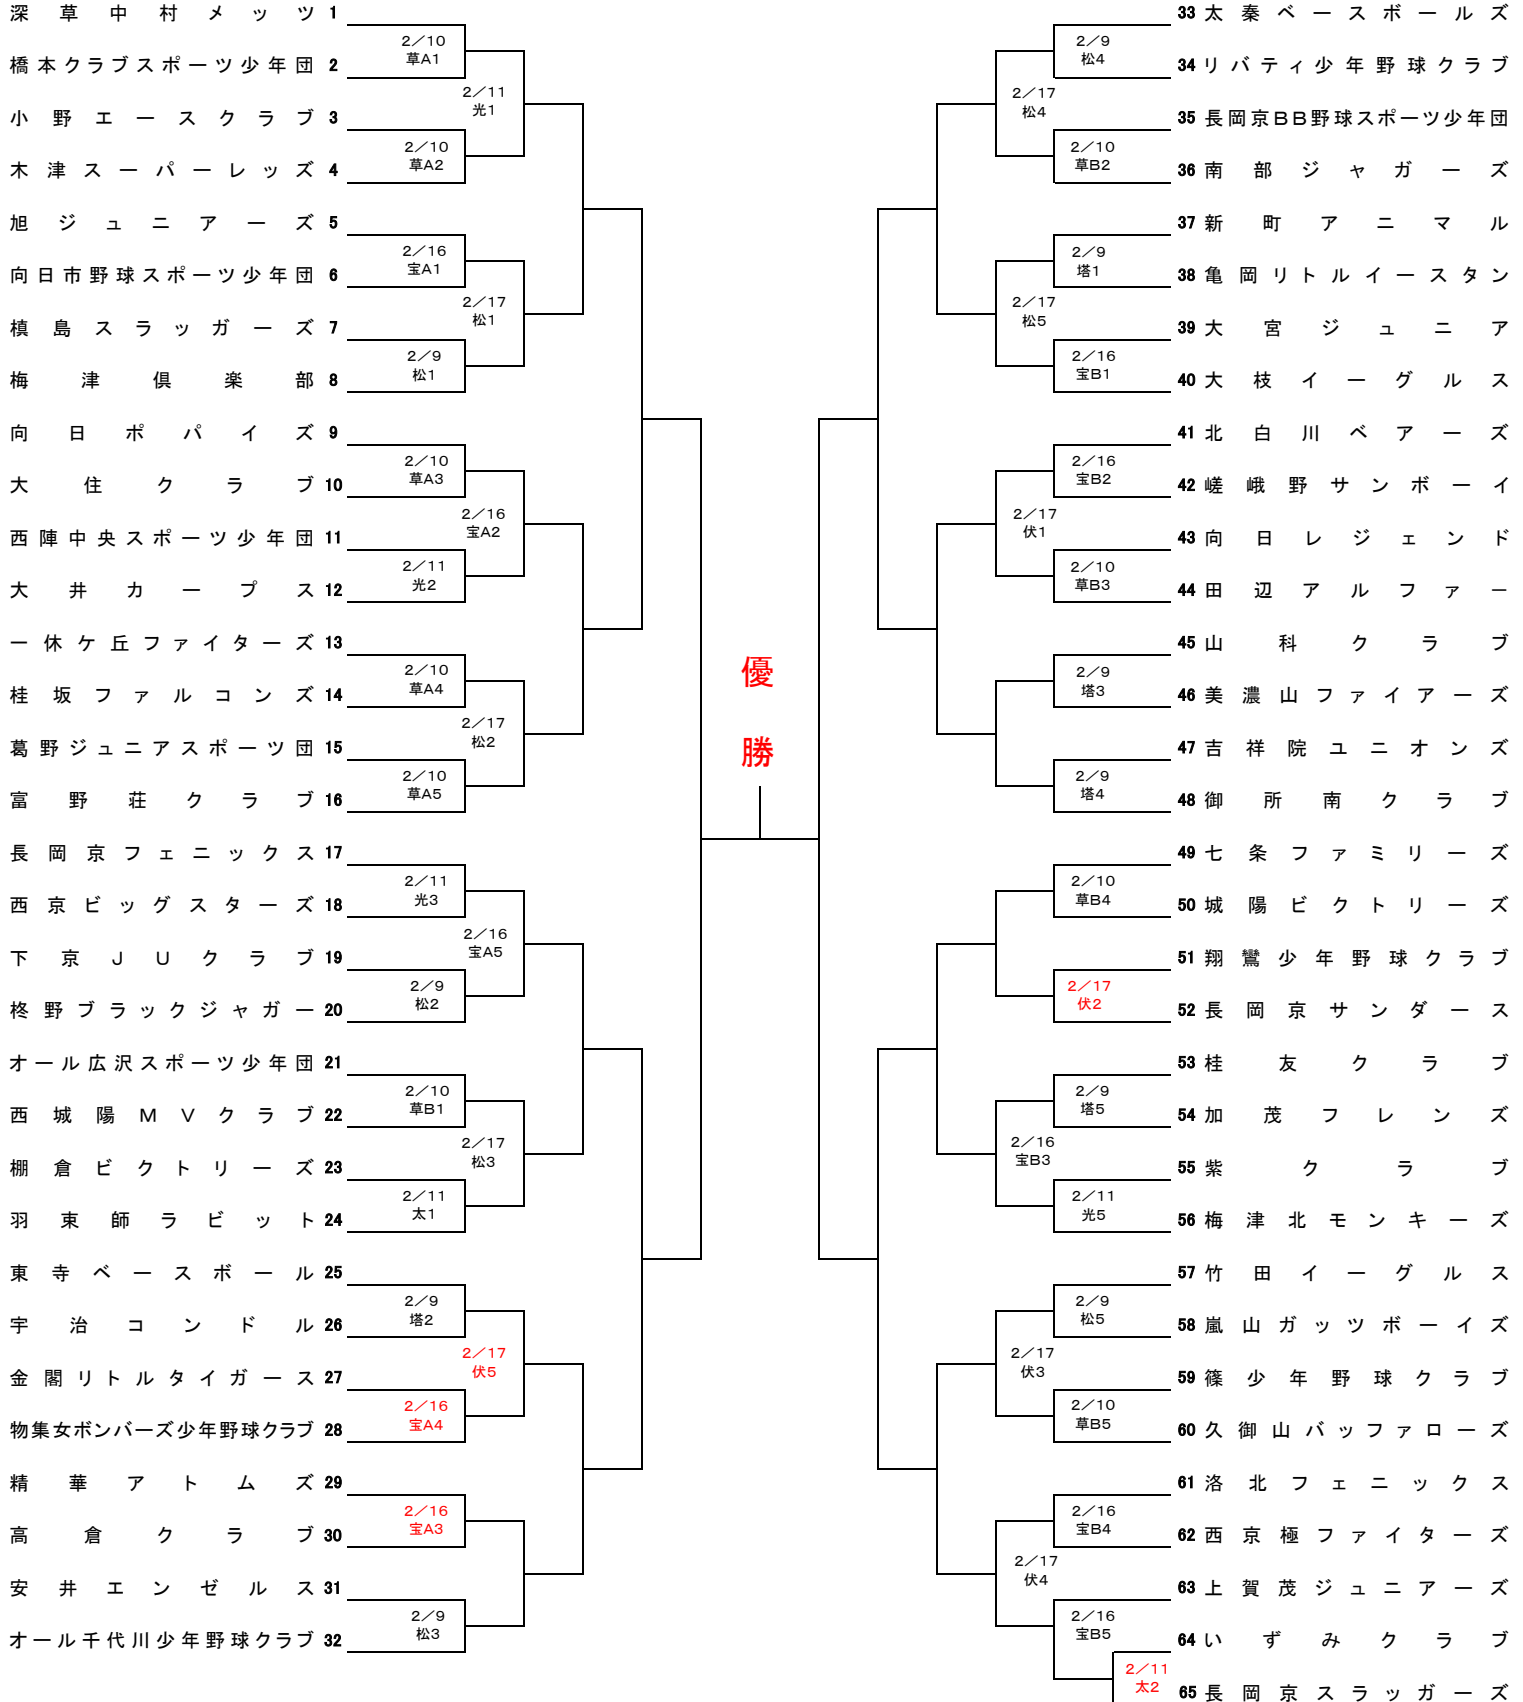 深草中村メッツ 1
2／10
草A1
橋本クラブスポーツ少年団 2
2／11
光1
小野エースクラブ 3
2／10
草A2
木津スーパーレッズ 4
旭ジュニアーズ 5
2／16
宝A1
向日市野球スポーツ少年団 6
2／17
松1
槙島スラッガーズ 7
2／9
松1
梅津倶楽部 8
向日ポパイズ 9
2／10
草A3
大住クラブ 10
2／16
宝A2
西陣中央スポーツ少年団 11
2／11
光2
大井カープス 12
一休ケ丘ファイターズ 13
2／10
草A4
桂坂ファルコンズ 14
2／17
松2
葛野ジュニアスポーツ団 15
2／10
草A5
富野荘クラブ 16
長岡京フェニックス 17
2／11
光3
西京ビッグスターズ 18
2／16
宝A5
下京JUクラブ 19
2／9
松2
柊野ブラックジャガー 20
オール広沢スポーツ少年団 21
2／10
草B1
西城陽MVクラブ 22
2／17
松3
棚倉ビクトリーズ 23
2／11
太1
羽束師ラビット 24
東寺ベースボール 25
2／9
塔2
宇治コンドル 26
2／17
伏5
金閣リトルタイガース 27
2／16
宝A4
物集女ボンバーズ少年野球クラブ 28
精華アトムズ 29
2／16
宝A3
高倉クラブ 30
安井エンゼルス 31
2／9
松3
オール千代川少年野球クラブ 32
優
勝
33 太秦ベースボールズ
2／9
松4
34 リバティ少年野球クラブ
2／17
松4
35 長岡京BB野球スポーツ少年団
2／10
草B2
36 南部ジャガーズ
37 新町アニマル
2／9
塔1
38 亀岡リトルイースタン
2／17
松5
39 大宮ジュニア
2／16
宝B1
40 大枝イーグルス
41 北白川ベアーズ
2／16
宝B2
42 嵯峨野サンボーイ
2／17
伏1
43 向日レジェンド
2／10
草B3
44 田辺アルファー
45 山科クラブ
2／9
塔3
46 美濃山ファイアーズ
47 吉祥院ユニオンズ
2／9
塔4
48 御所南クラブ
49 七条ファミリーズ
2／10
草B4
50 城陽ビクトリーズ
51 翔鸞少年野球クラブ
2／17
伏2
52 長岡京サンダース
53 桂友クラブ
2／9
塔5
54 加茂フレンズ
2／16
宝B3
55 紫クラブ
2／11
光5
56 梅津北モンキーズ
57 竹田イーグルス
2／9
松5
58 嵐山ガッツボーイズ
2／17
伏3
59 篠少年野球クラブ
2／10
草B5
60 久御山バッファローズ
61 洛北フェニックス
2／16
宝B4
62 西京極ファイターズ
2／17
伏4
63 上賀茂ジュニアーズ
2／16
宝B5
64 いずみクラブ
2／11
太2
65 長岡京スラッガーズ